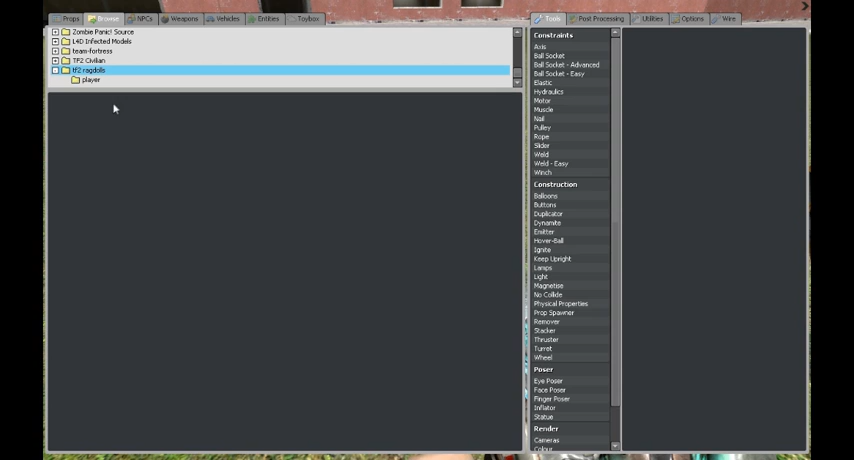 Props Browse NPCs Weapons Vehicles Entities Toybox Tools Post Processing Utilities Options Wire
Zombie Panic! Source
L4D Infected Models
team-fortress
TF2 Civilian
tf2 ragdolls
player
Constraints
Axis
Ball Socket
Ball Socket - Advanced
Ball Socket - Easy
Elastic
Hydraulics
Motor
Muscle
Nail
Pulley
Rope
Slider
Weld
Weld - Easy
Winch
Construction
Balloons
Buttons
Duplicator
Dynamite
Emitter
Hover-Ball
Ignite
Keep Upright
Lamps
Light
Magnetise
No Collide
Physical Properties
Prop Spawner
Remover
Stacker
Thruster
Turret
Wheel
Poser
Eye Poser
Face Poser
Finger Poser
Inflator
Statue
Render
Cameras
Colour